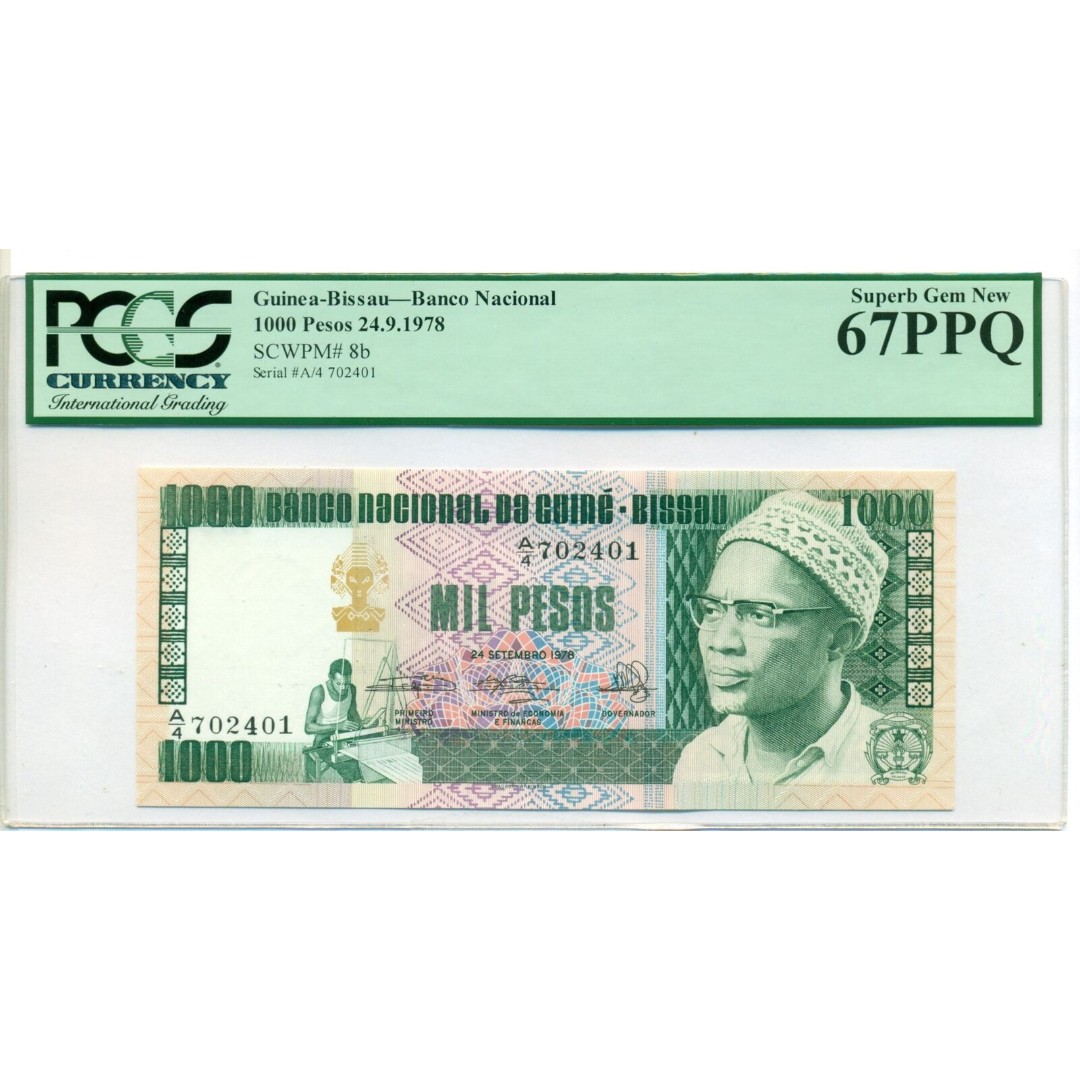 PCGS
CURRENCY
International Grading
Guinea-Bissau—Banco Nacional
1000 Pesos 24.9.1978
SCWPM# 8b
Serial #A/4 702401
Superb Gem New
67PPQ
1000 BANCO NACIONAL DA GUINÉ-BISSAU 1000
A/4 702401
MIL PESOS
24 SETEMBRO 1978
PRIMEIRO MINISTRO
MINISTRO de ECONOMIA E FINANCAS
GOVERNADOR
A/4 702401
1000